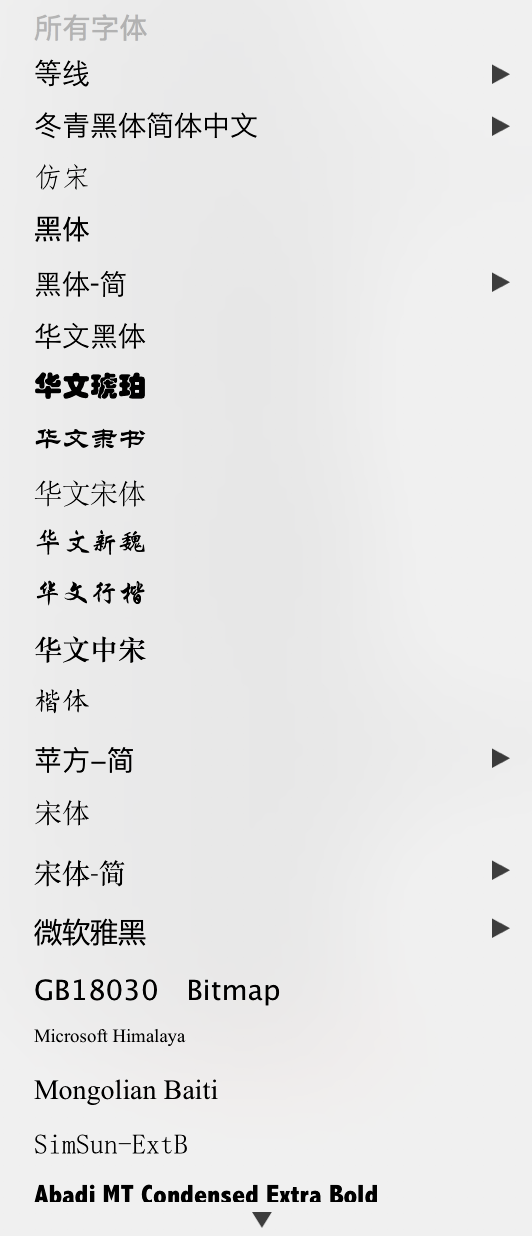 所有字体
等线
冬青黑体简体中文
仿宋
黑体
黑体-简
华文黑体
华文琥珀
华文隶书
华文宋体
华文新魏
华文行楷
华文中宋
楷体
苹方-简
宋体
宋体-简
微软雅黑
GB18030 Bitmap
Microsoft Himalaya
Mongolian Baiti
SimSun-ExtB
Abadi MT Condensed Extra Bold